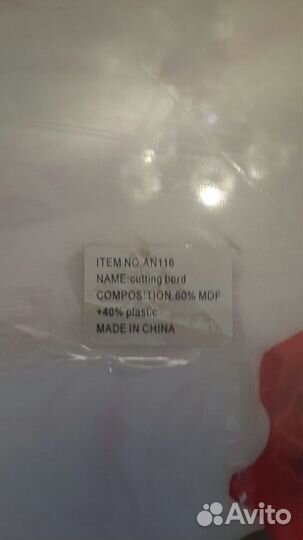 ITEM NO.AN116
NAME:cutting bord
COMPOSITION:60% MDF
+40% plastic
MADE IN CHINA
Avito